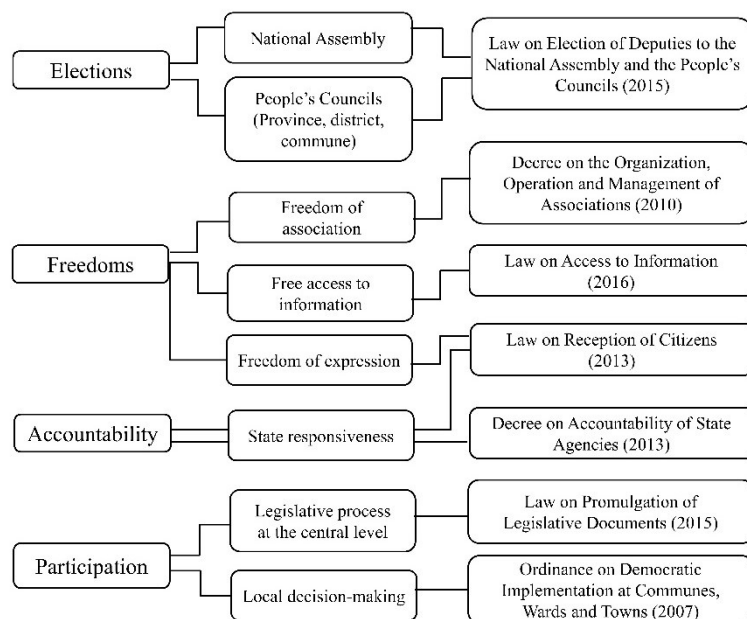 Elections
National Assembly
People's Councils
(Province, district,
commune)
Law on Election of Deputies to the
National Assembly and the People's
Councils (2015)
Freedoms
Freedom of
association
Decree on the Organization,
Operation and Management of
Associations (2010)
Free access to
information
Law on Access to Information
(2016)
Freedom of expression
Law on Reception of Citizens
(2013)
Accountability
State responsiveness
Decree on Accountability of State
Agencies (2013)
Participation
Legislative process
at the central level
Law on Promulgation of
Legislative Documents (2015)
Local decision-making
Ordinance on Democratic
Implementation at Communes,
Wards and Towns (2007)